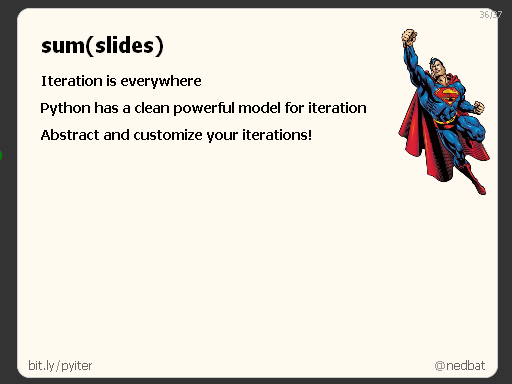 36/37
sum(slides)
Iteration is everywhere
Python has a clean powerful model for iteration
Abstract and customize your iterations!
bit.ly/pyiter
@nedbat